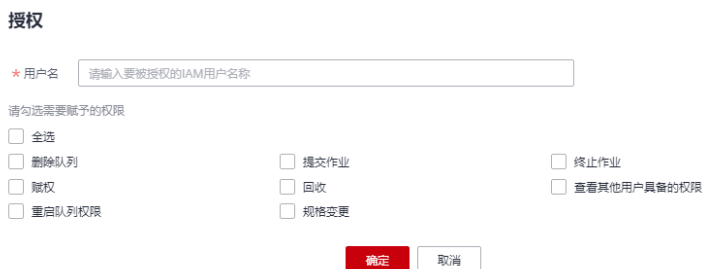 授权
* 用户名 请输入要被授权的IAM用户名称
请勾选需要赋予的权限
全选
删除队列 提交作业 终止作业
赋权 回收 查看其他用户具备的权限
重启队列权限 规格变更
确定 取消